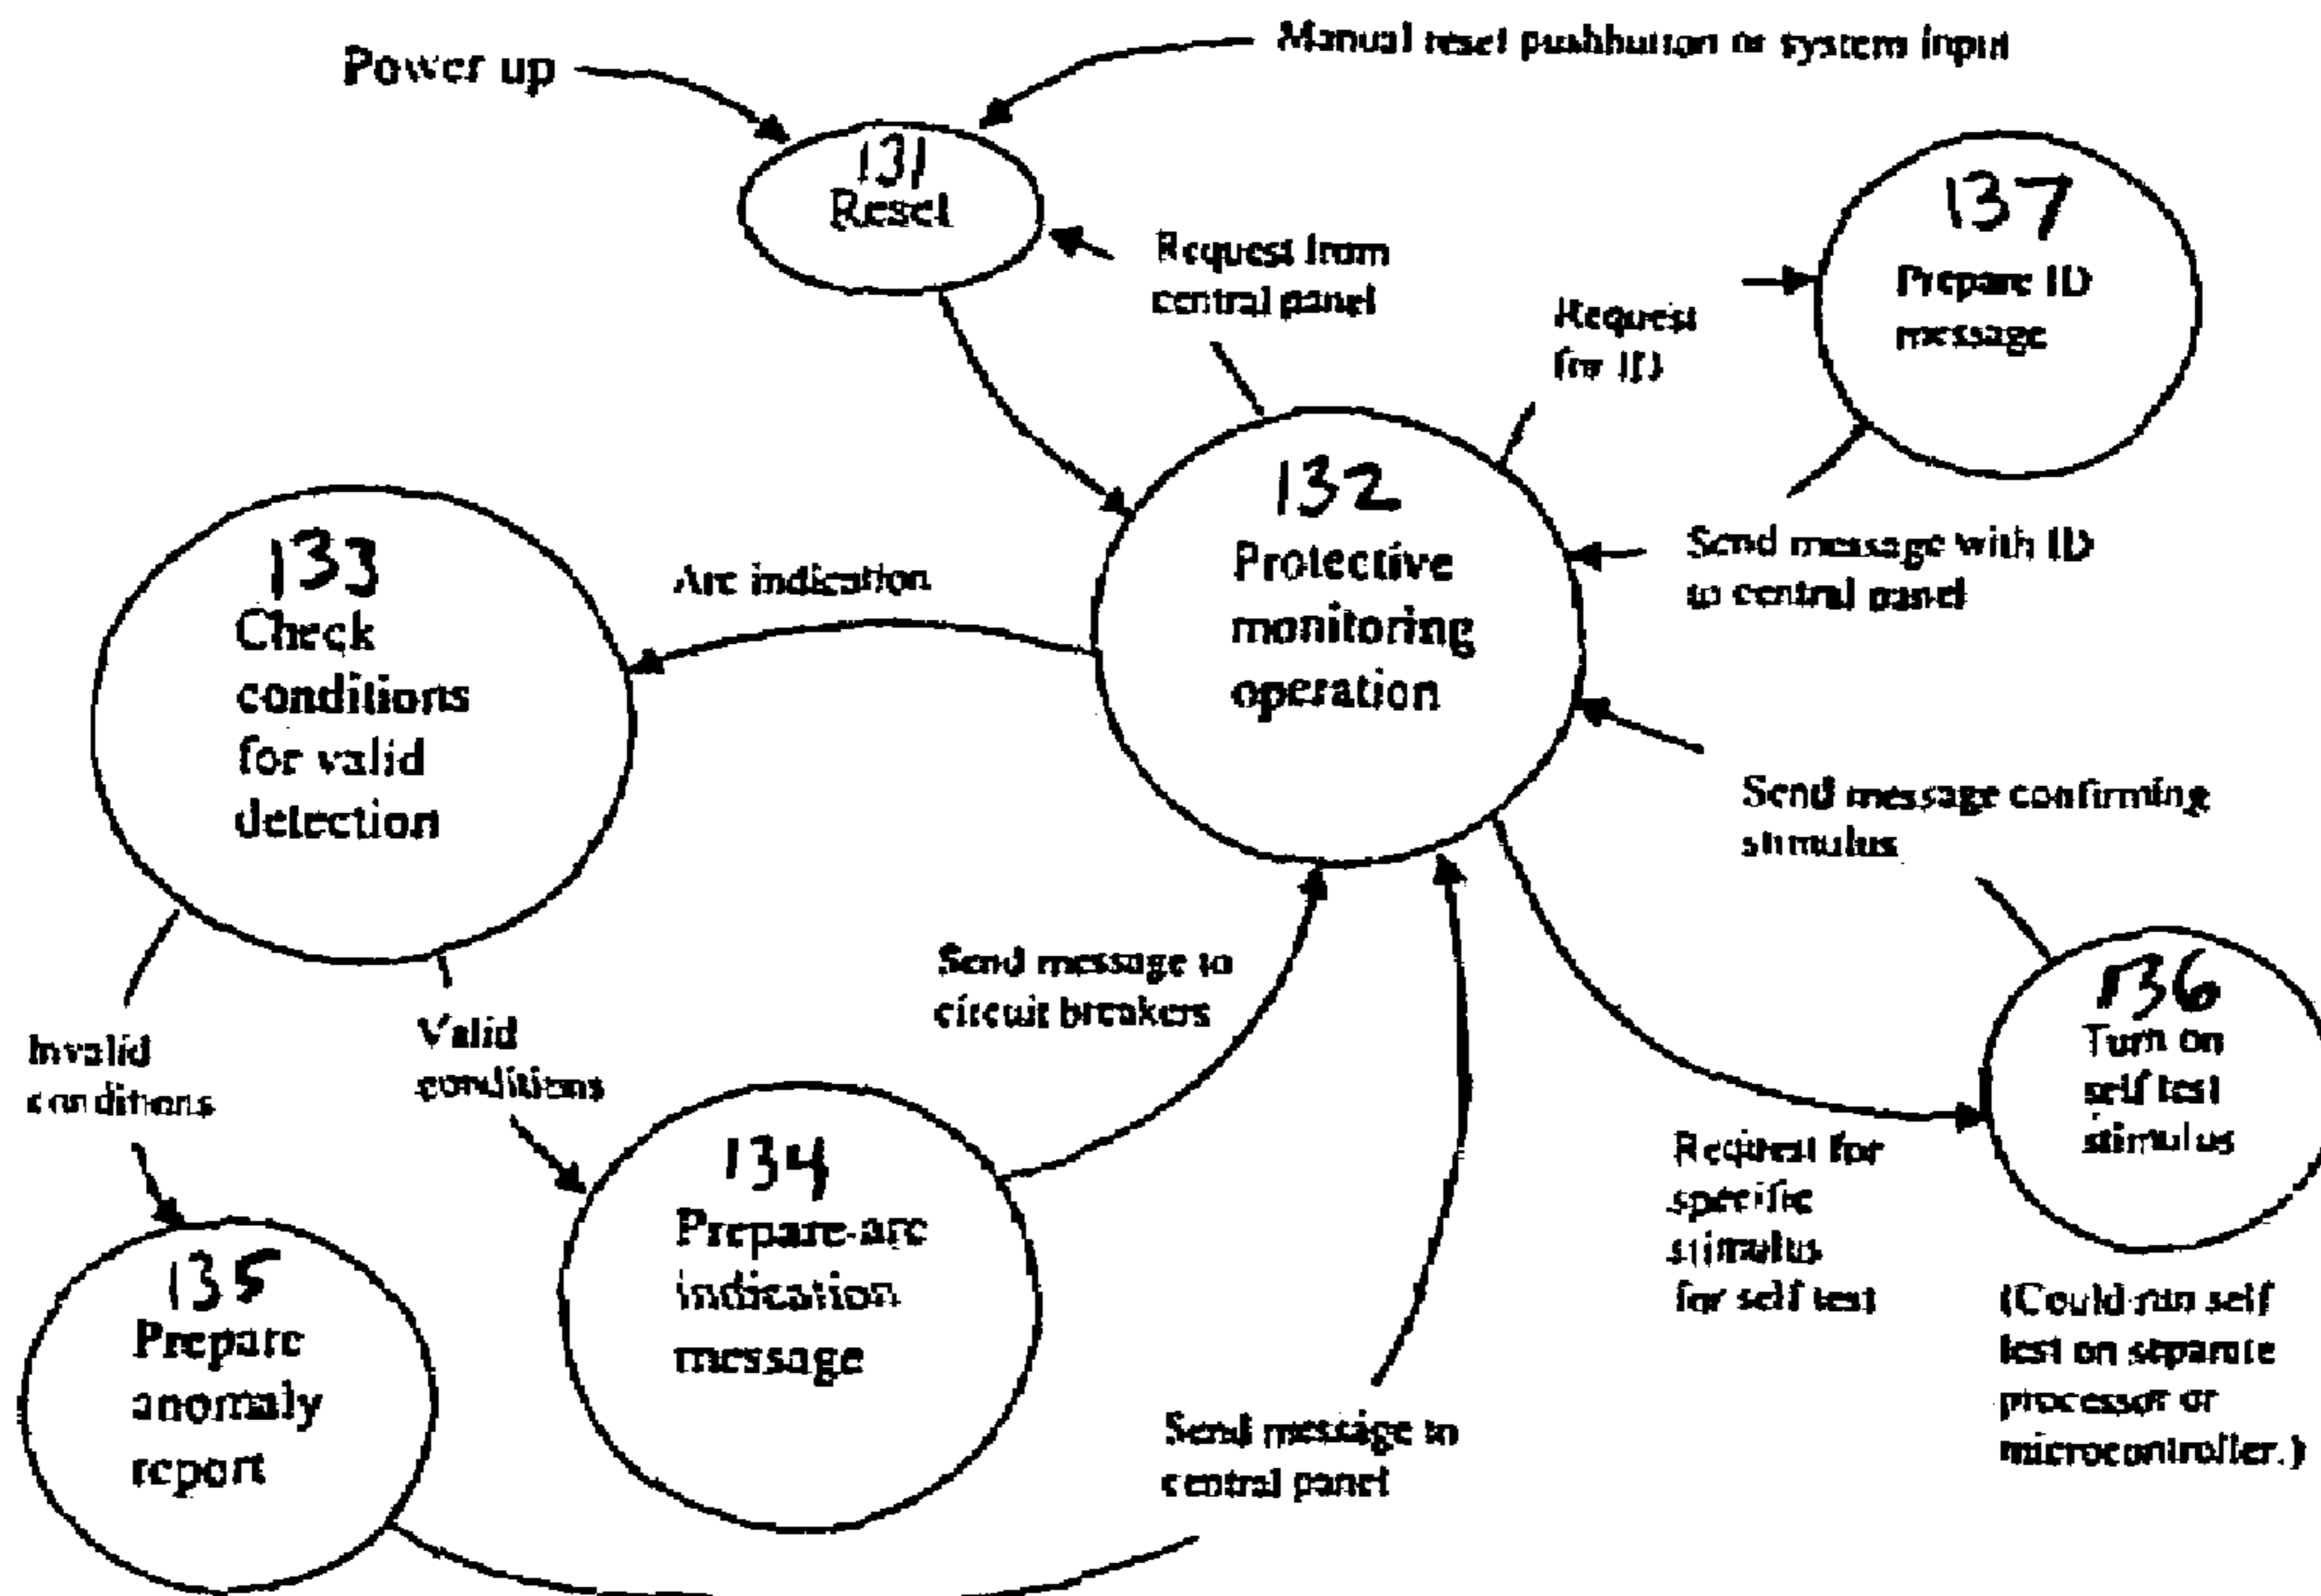 Power up
Manual reset pushbutton or system input
131
Reset
Request from
central panel
137
Prepare ID
message
Request
for ID
132
Protective
monitoring
operation
Send message with ID
to central panel
133
Check
conditions
for valid
detection
Arc indication
Send message confirming
stimulus
Send message to
circuit breakers
136
Turn on
self test
stimulus
Invalid
conditions
Valid
conditions
134
Prepare arc
indication
message
Request for
specific
stimulus
for self test
(Could run self
test on separate
processor or
microcontroller.)
135
Prepare
anomaly
report
Send message to
central panel